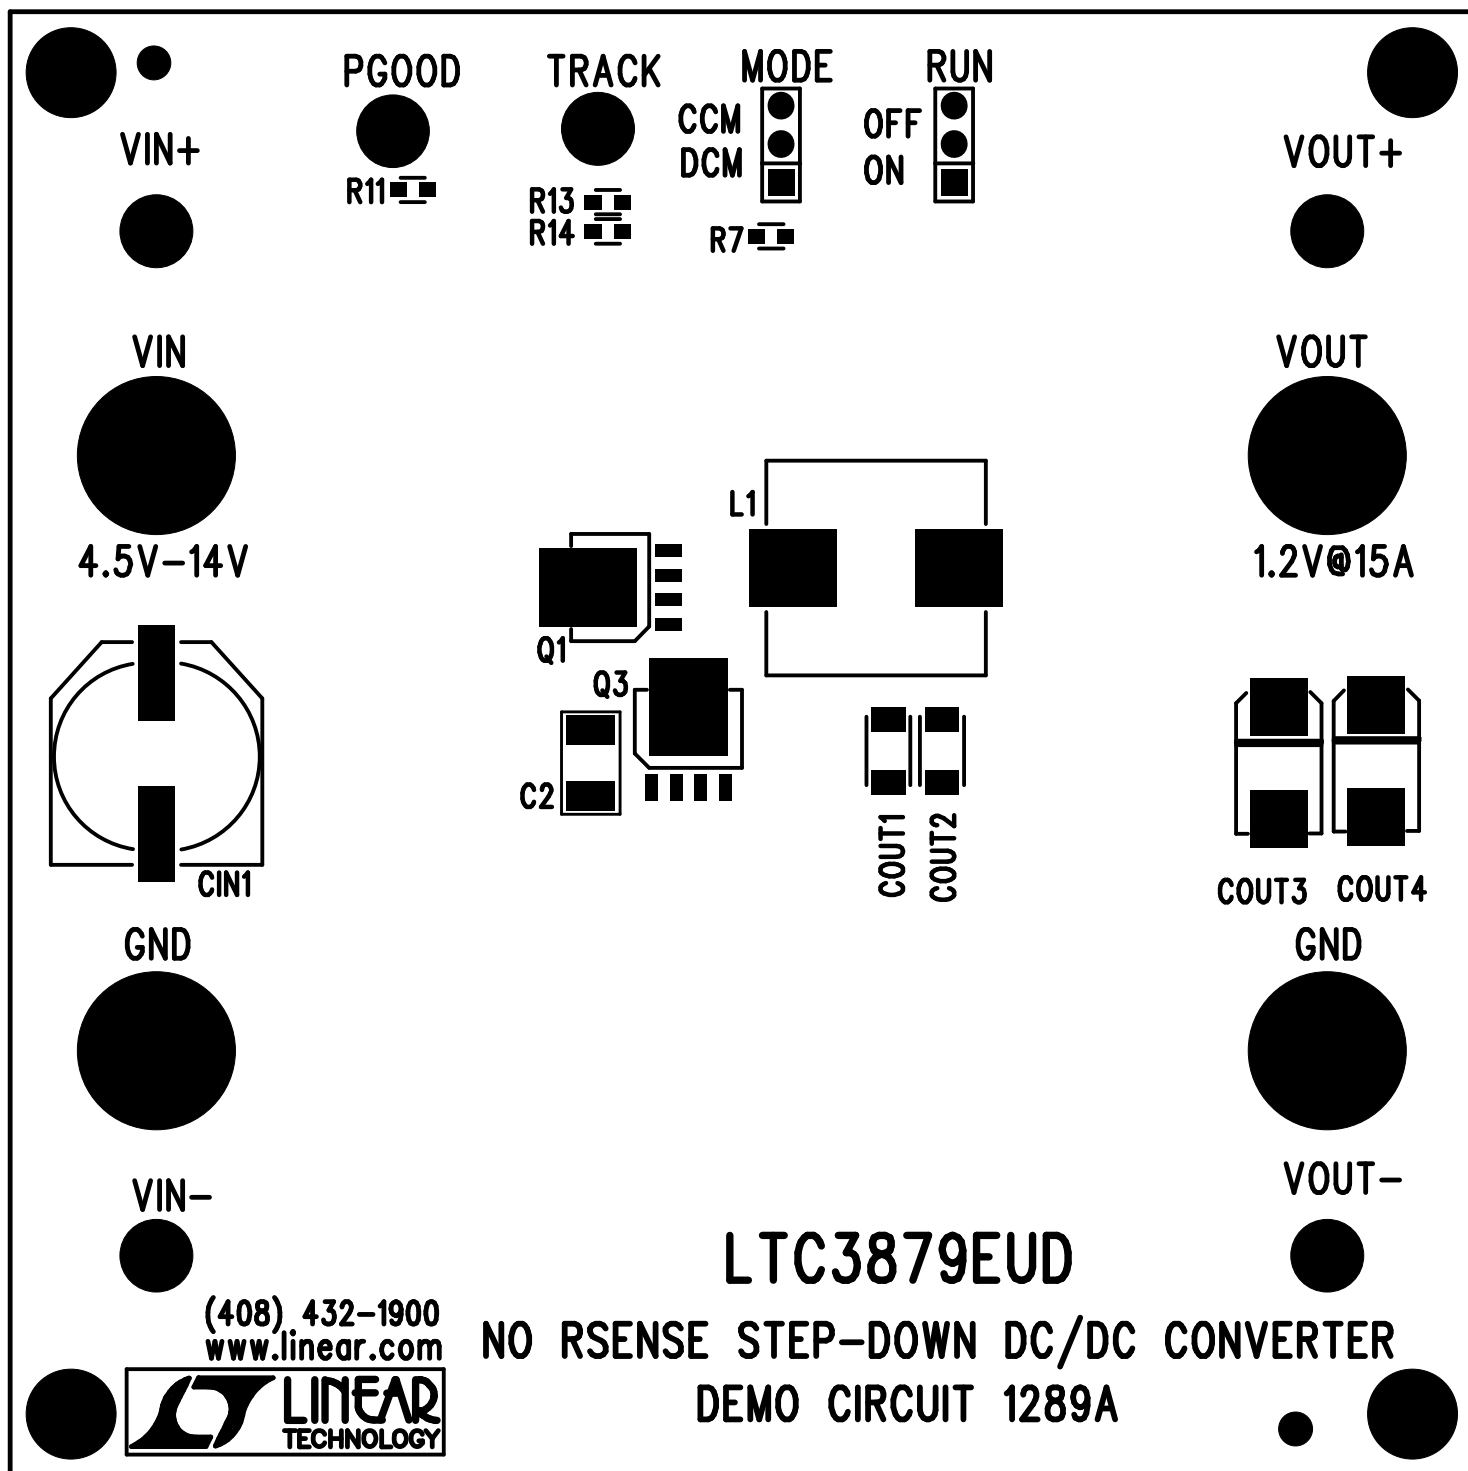 PGOOD
TRACK
MODE
RUN
CCM
DCM
OFF
ON
VIN+
VOUT+
R11
R13
R14
R7
VIN
VOUT
L1
4.5V-14V
1.2V@15A
Q1
Q3
C2
COUT1
COUT2
CIN1
COUT3
COUT4
GND
GND
VIN-
VOUT-
LTC3879EUD
(408) 432-1900
www.linear.com
NO RSENSE STEP-DOWN DC/DC CONVERTER
DEMO CIRCUIT 1289A
LINEAR
TECHNOLOGY